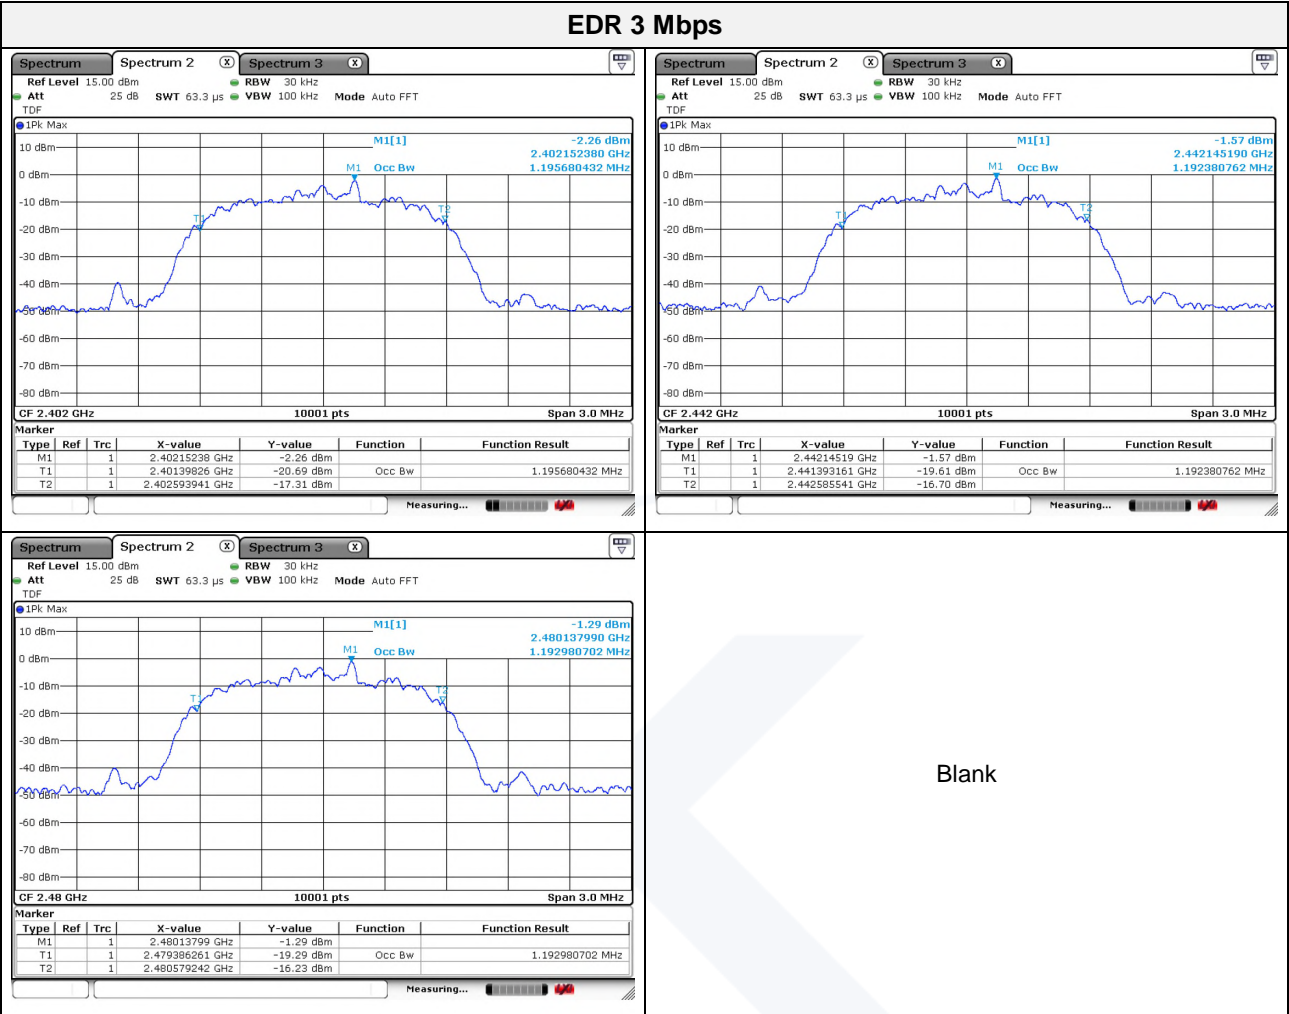 EDR 3 Mbps
Spectrum Spectrum 2 X Spectrum 3 X
Ref Level 15.00 dBm RBW 30 kHz
Att 25 dB SWT 63.3 µs VBW 100 kHz Mode Auto FFT
TDF
1Pk Max
M1[1] -2.26 dBm
2.402152380 GHz
Occ Bw 1.195680432 MHz
M1
T1
T2
10 dBm
0 dBm
-10 dBm
-20 dBm
-30 dBm
-40 dBm
-50 dBm
-60 dBm
-70 dBm
-80 dBm
CF 2.402 GHz 10001 pts Span 3.0 MHz
Marker
Type Ref Trc X-value Y-value Function Function Result
M1 1 2.40215238 GHz -2.26 dBm
T1 1 2.40139826 GHz -20.69 dBm Occ Bw 1.195680432 MHz
T2 1 2.402593941 GHz -17.31 dBm
Measuring...
Spectrum Spectrum 2 X Spectrum 3 X
Ref Level 15.00 dBm RBW 30 kHz
Att 25 dB SWT 63.3 µs VBW 100 kHz Mode Auto FFT
TDF
1Pk Max
M1[1] -1.57 dBm
2.442145190 GHz
Occ Bw 1.192380762 MHz
M1
T1
T2
10 dBm
0 dBm
-10 dBm
-20 dBm
-30 dBm
-40 dBm
-50 dBm
-60 dBm
-70 dBm
-80 dBm
CF 2.442 GHz 10001 pts Span 3.0 MHz
Marker
Type Ref Trc X-value Y-value Function Function Result
M1 1 2.44214519 GHz -1.57 dBm
T1 1 2.441393161 GHz -19.61 dBm Occ Bw 1.192380762 MHz
T2 1 2.442585541 GHz -16.70 dBm
Measuring...
Spectrum Spectrum 2 X Spectrum 3 X
Ref Level 15.00 dBm RBW 30 kHz
Att 25 dB SWT 63.3 µs VBW 100 kHz Mode Auto FFT
TDF
1Pk Max
M1[1] -1.29 dBm
2.480137990 GHz
Occ Bw 1.192980702 MHz
M1
T1
T2
10 dBm
0 dBm
-10 dBm
-20 dBm
-30 dBm
-40 dBm
-50 dBm
-60 dBm
-70 dBm
-80 dBm
CF 2.48 GHz 10001 pts Span 3.0 MHz
Marker
Type Ref Trc X-value Y-value Function Function Result
M1 1 2.48013799 GHz -1.29 dBm
T1 1 2.479386261 GHz -19.29 dBm Occ Bw 1.192980702 MHz
T2 1 2.480579242 GHz -16.23 dBm
Measuring...
Blank